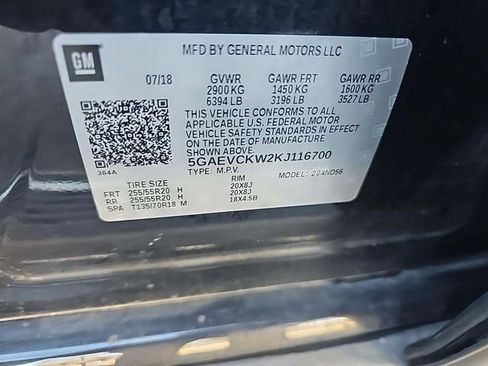 GM
MFD BY GENERAL MOTORS LLC
07/18 GVWR GAWR FRT GAWR RR
2900 KG 1450 KG 1600 KG
6394 LB 3196 LB 3527 LB
THIS VEHICLE CONFORMS TO ALL
APPLICABLE U.S. FEDERAL MOTOR
VEHICLE SAFETY STANDARDS IN EFFECT ON
THE DATE OF MANUFACTURE SHOWN ABOVE.
5GAEVCKW2KJ116700
384A TYPE: M.P.V. MODEL:
TIRE SIZE RIM
FRT 255/55R20 H 20X8J
RR 255/55R20 H 20X8J
SPA T135/70R18 M 18X4.5B